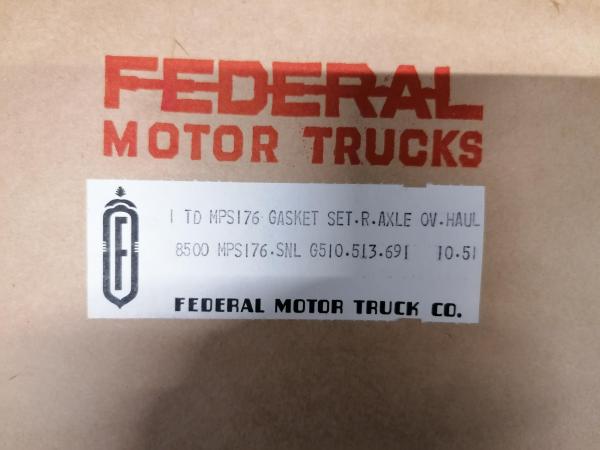 FEDERAL
MOTOR TRUCKS
1 TD MPS176 GASKET SET.R.AXLE OV.HAUL
8500 MPS176.SNL G510.513.691 10.51
F
FEDERAL MOTOR TRUCK CO.